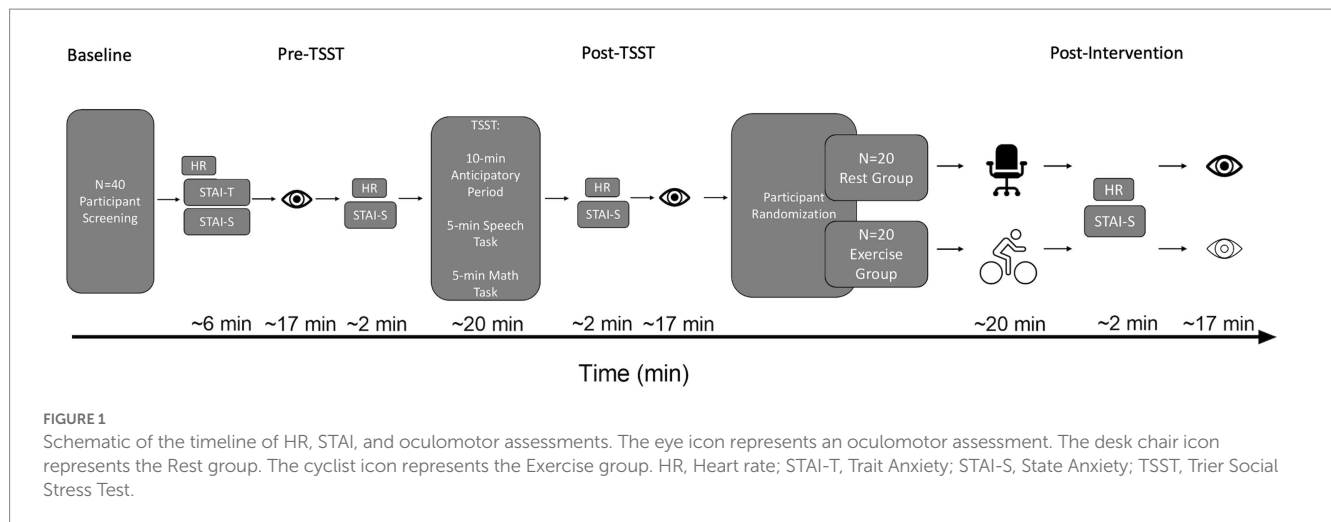 Baseline
Pre-TSST
Post-TSST
Post-Intervention
N=40
Participant
Screening
HR
STAI-T
STAI-S
HR
STAI-S
TSST:
10-min
Anticipatory
Period
5-min Speech
Task
5-min Math
Task
HR
STAI-S
Participant
Randomization
N=20
Rest Group
N=20
Exercise
Group
HR
STAI-S
~6 min
~17 min
~2 min
~20 min
~2 min
~17 min
~20 min
~2 min
~17 min
Time (min)
FIGURE 1
Schematic of the timeline of HR, STAI, and oculomotor assessments. The eye icon represents an oculomotor assessment. The desk chair icon
represents the Rest group. The cyclist icon represents the Exercise group. HR, Heart rate; STAI-T, Trait Anxiety; STAI-S, State Anxiety; TSST, Trier Social
Stress Test.